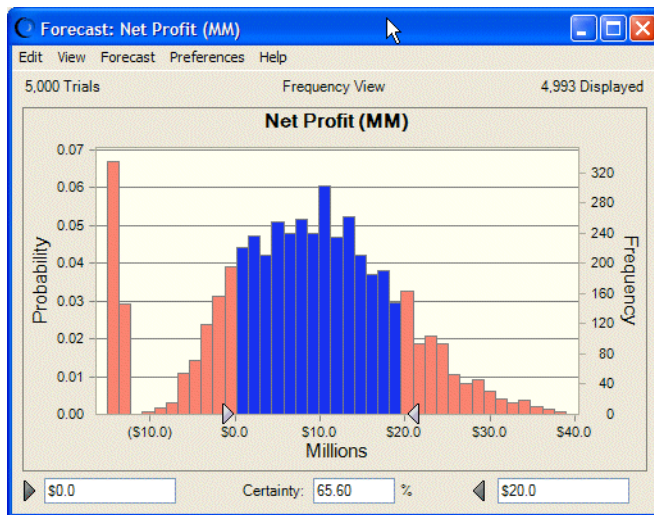 Forecast: Net Profit (MM)
Edit View Forecast Preferences Help
5,000 Trials Frequency View 4,993 Displayed
Net Profit (MM)
0.07
0.06
0.05
0.04
0.03
0.02
0.01
0.00
Probability
320
280
240
200
160
120
80
40
0
Frequency
($10.0) $0.0 $10.0 $20.0 $30.0 $40.0
Millions
$0.0 Certainty: 65.60 % $20.0